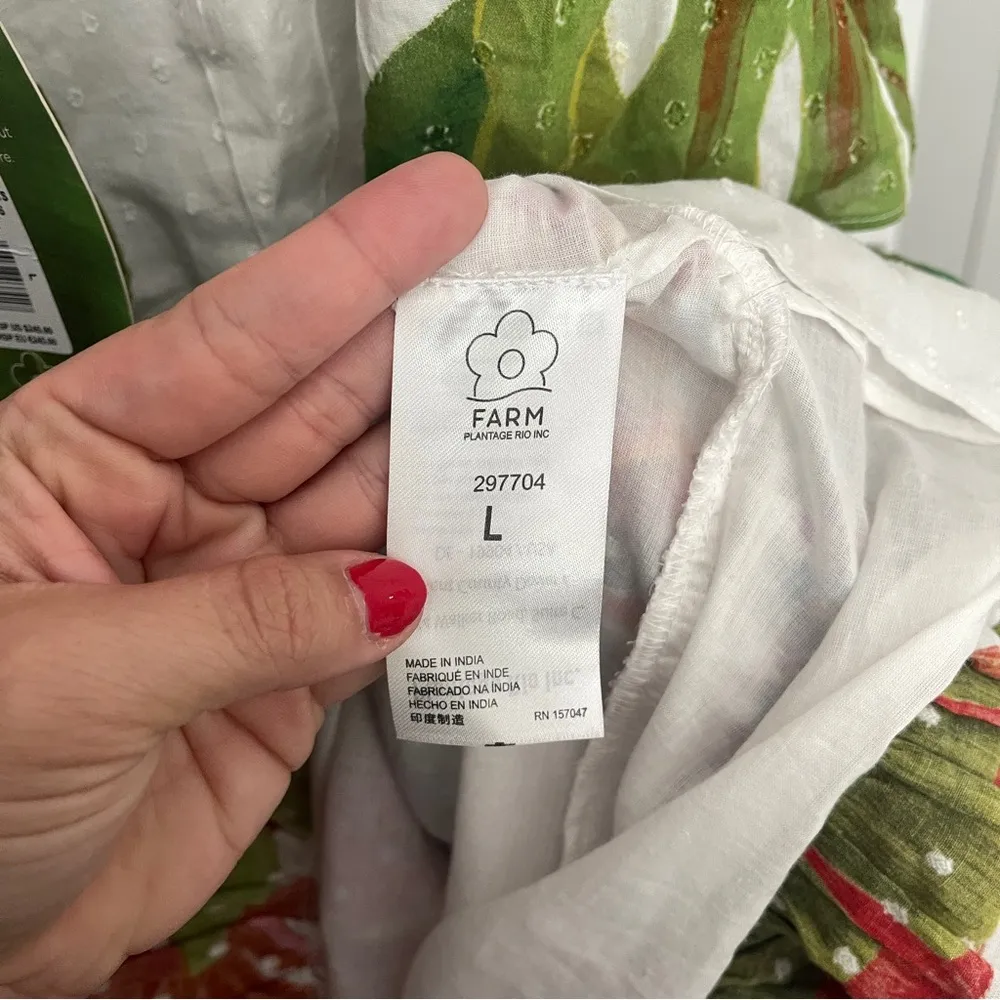 FARM
PLANTAGE RIO INC
297704
L
MADE IN INDIA
FABRIQUÉ EN INDE
FABRICADO NA ÍNDIA
HECHO EN INDIA
印度制造
RN 157047